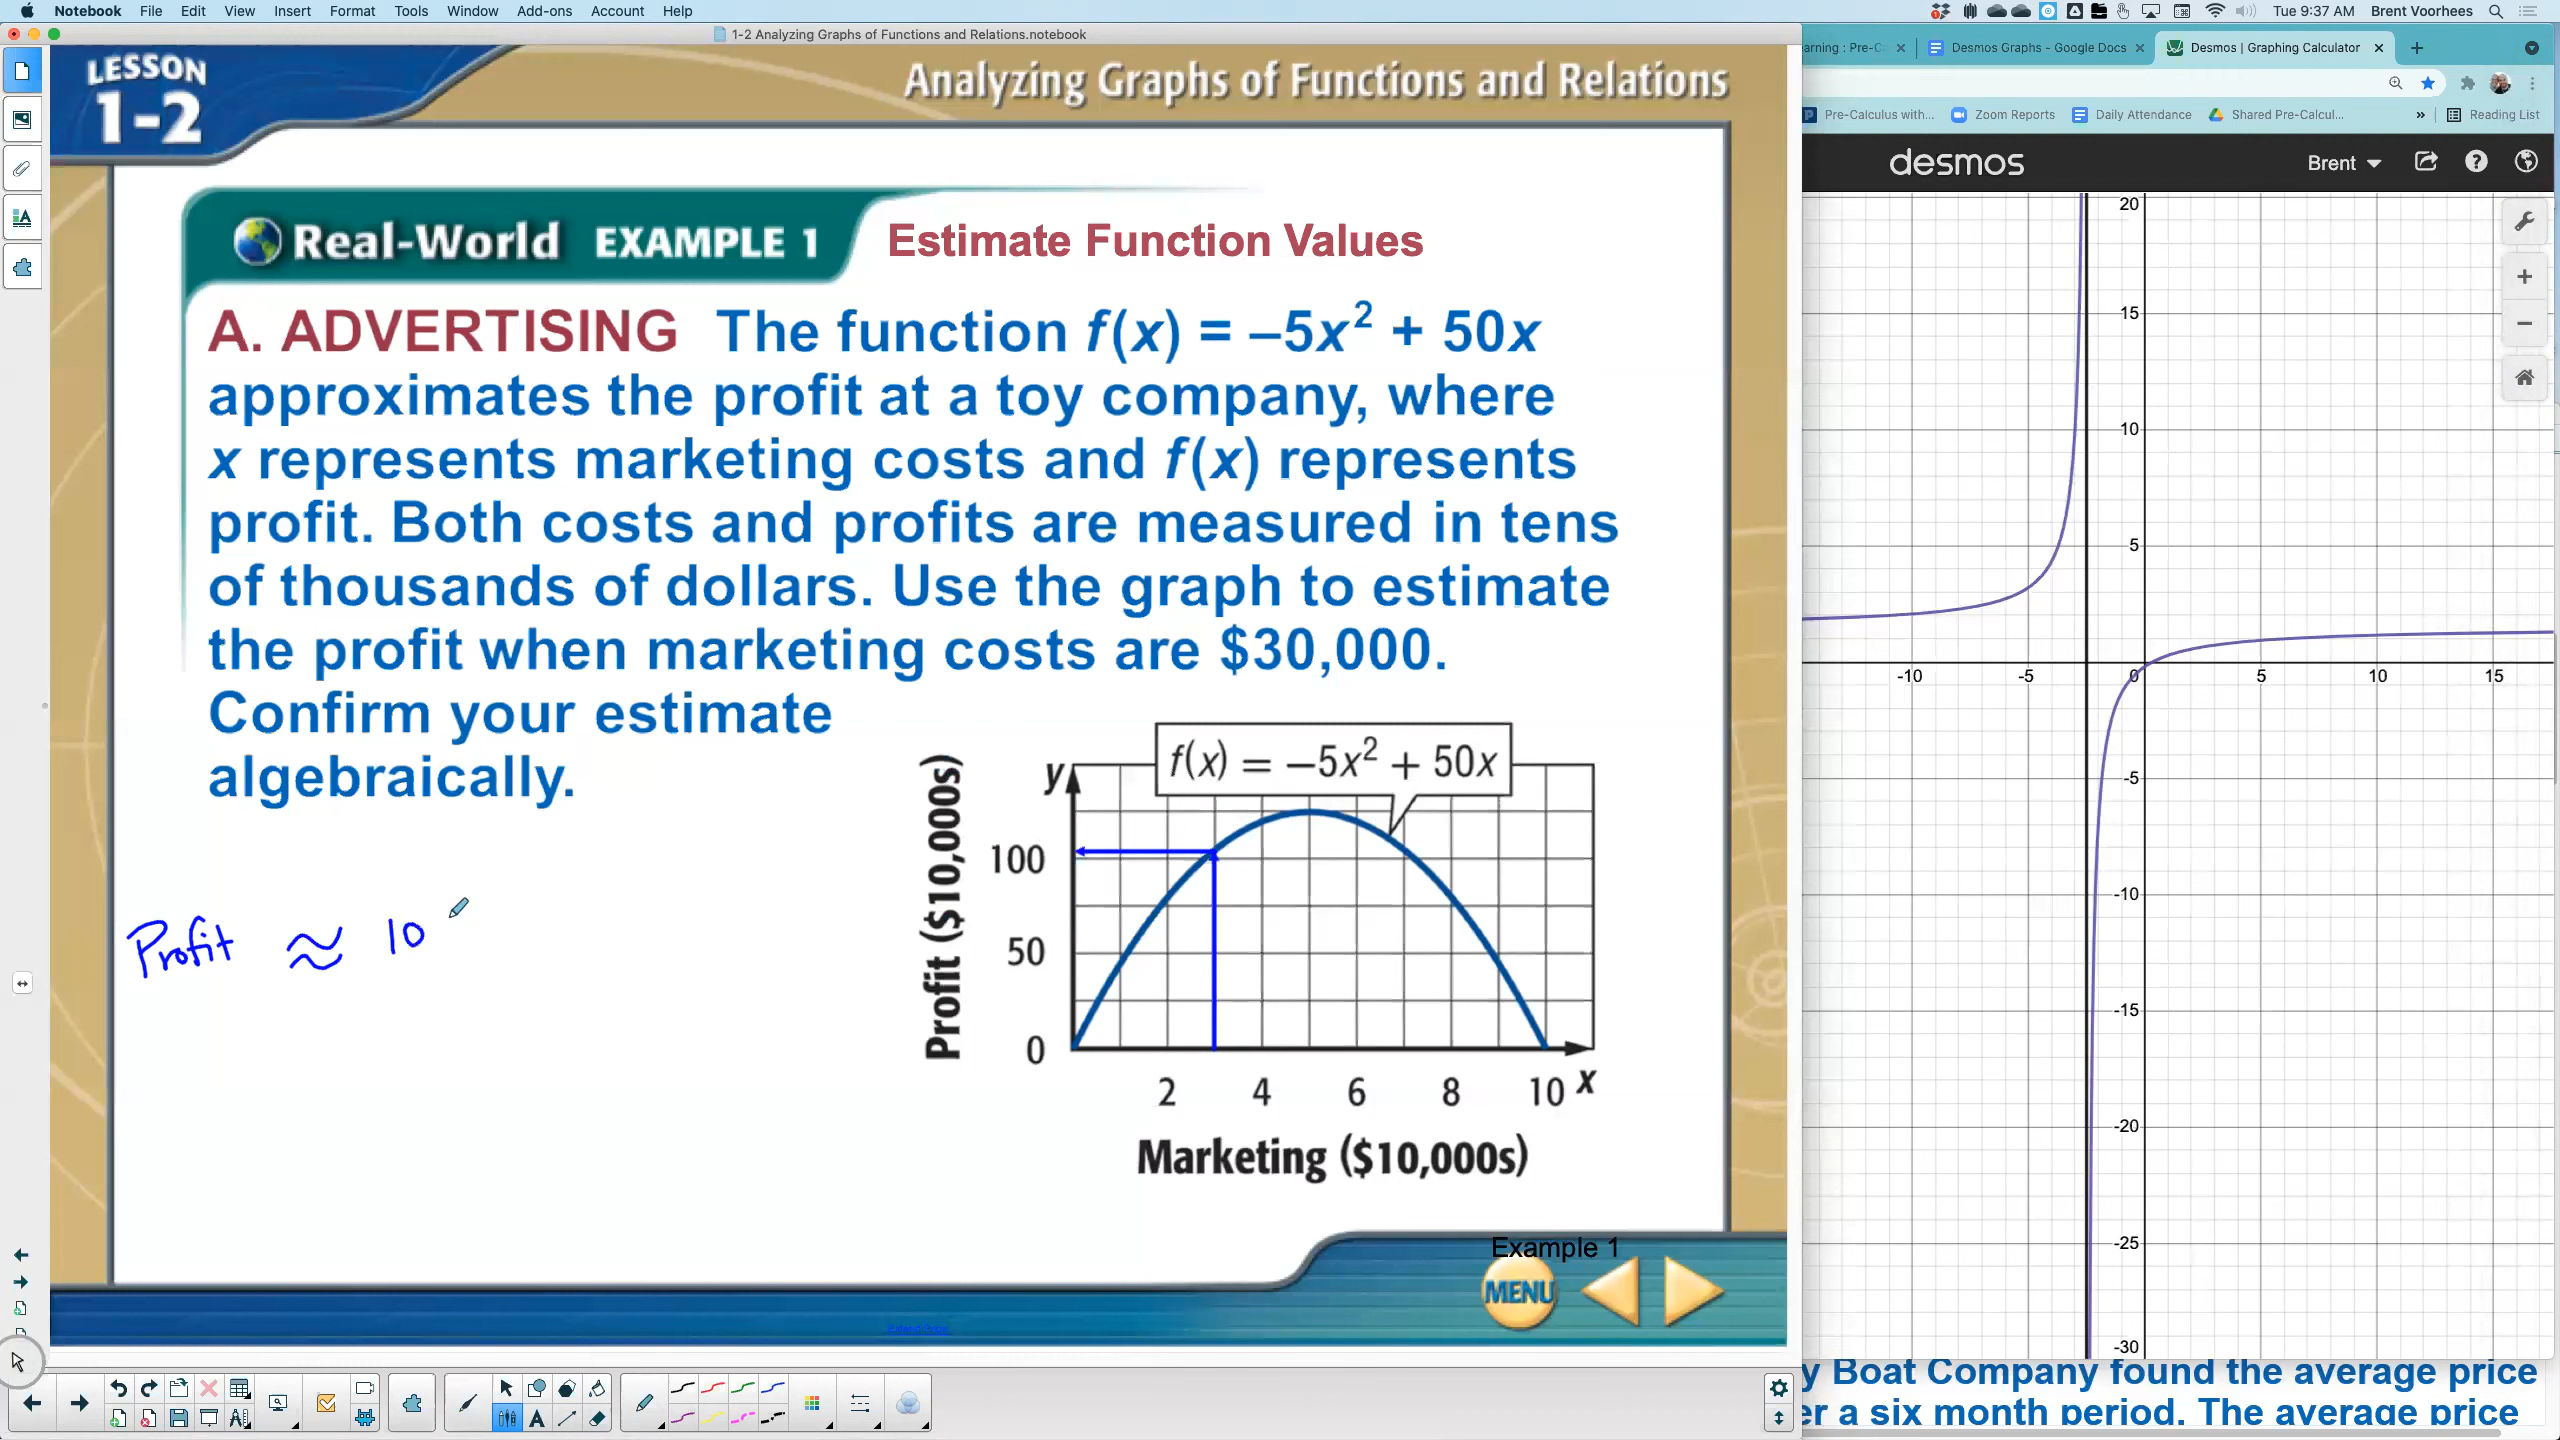 Notebook File Edit View Insert Format Tools Window Add-ons Account Help Tue 9:37 AM Brent Voorhees
1-2 Analyzing Graphs of Functions and Relations.notebook
LESSON
1-2
Analyzing Graphs of Functions and Relations
Real-World EXAMPLE 1 Estimate Function Values
A. ADVERTISING The function f(x) = –5x² + 50x
approximates the profit at a toy company, where
x represents marketing costs and f(x) represents
profit. Both costs and profits are measured in tens
of thousands of dollars. Use the graph to estimate
the profit when marketing costs are $30,000.
Confirm your estimate
algebraically.
Profit ≈ 10
f(x) = −5x² + 50x
y
Profit ($10,000s)
100
50
0
2 4 6 8 10 x
Marketing ($10,000s)
Example 1
MENU
arning : Pre-C Desmos Graphs - Google Docs Desmos | Graphing Calculator
Pre-Calculus with... Zoom Reports Daily Attendance Shared Pre-Calcul... » Reading List
desmos Brent
20
15
10
5
-10 -5 0 5 10 15
-5
-10
-15
-20
-25
-30
y Boat Company found the average price
er a six month period. The average price